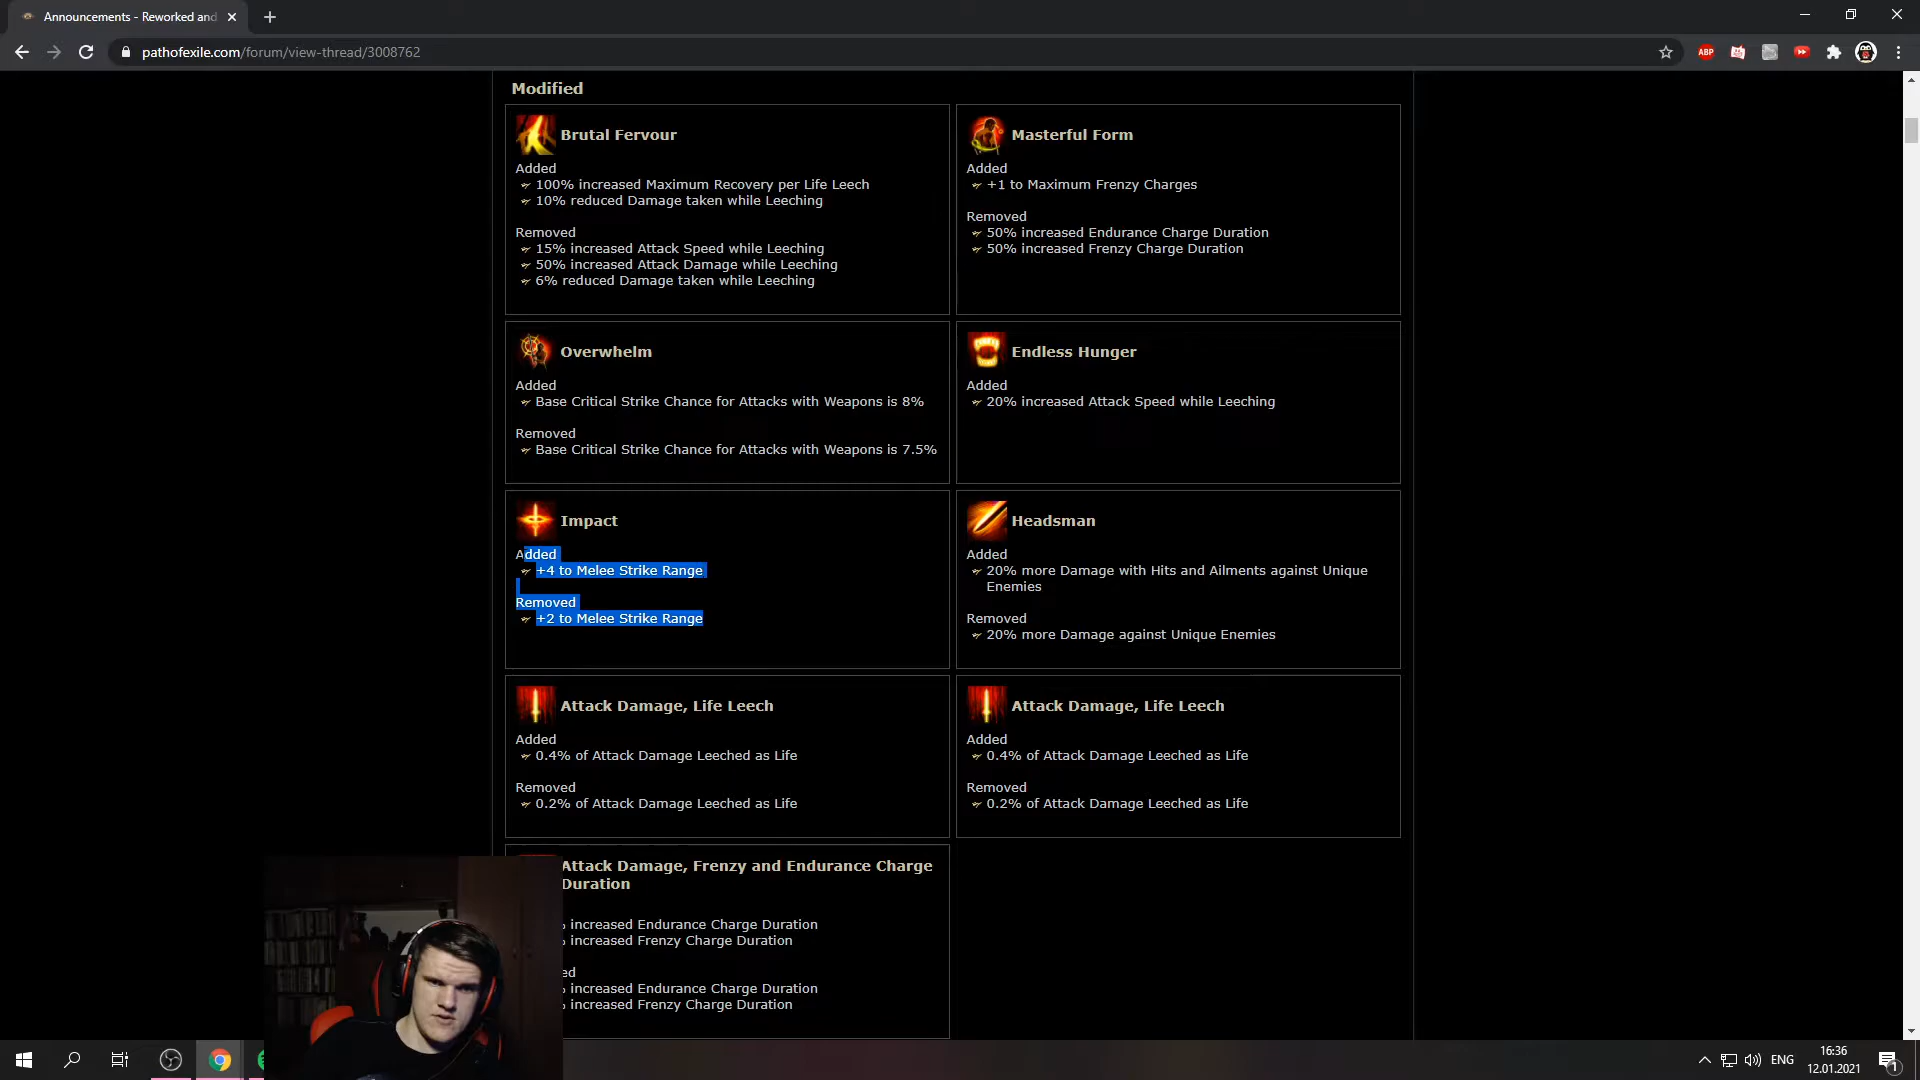 Announcements - Reworked and
pathofexile.com/forum/view-thread/3008762
ABP
Modified
Brutal Fervour
Added
100% increased Maximum Recovery per Life Leech
10% reduced Damage taken while Leeching
Removed
15% increased Attack Speed while Leeching
50% increased Attack Damage while Leeching
6% reduced Damage taken while Leeching
Masterful Form
Added
+1 to Maximum Frenzy Charges
Removed
50% increased Endurance Charge Duration
50% increased Frenzy Charge Duration
Overwhelm
Added
Base Critical Strike Chance for Attacks with Weapons is 8%
Removed
Base Critical Strike Chance for Attacks with Weapons is 7.5%
Endless Hunger
Added
20% increased Attack Speed while Leeching
Impact
Added
+4 to Melee Strike Range
Removed
+2 to Melee Strike Range
Headsman
Added
20% more Damage with Hits and Ailments against Unique
Enemies
Removed
20% more Damage against Unique Enemies
Attack Damage, Life Leech
Added
0.4% of Attack Damage Leeched as Life
Removed
0.2% of Attack Damage Leeched as Life
Attack Damage, Life Leech
Added
0.4% of Attack Damage Leeched as Life
Removed
0.2% of Attack Damage Leeched as Life
Attack Damage, Frenzy and Endurance Charge
Duration
increased Endurance Charge Duration
increased Frenzy Charge Duration
ed
increased Endurance Charge Duration
increased Frenzy Charge Duration
ENG
16:36
12.01.2021
1